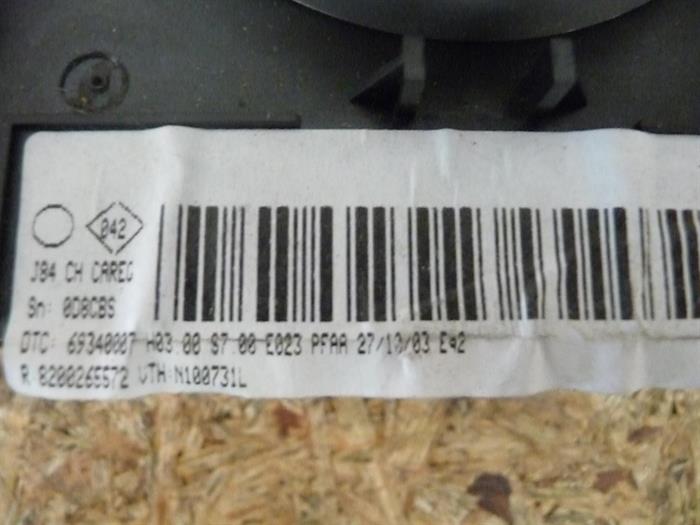 042
J84 CH CAREG
Sn: 0D8CBS
DTC: 69340007 H03.00 S7.00 E023 PFAA 27/10/03 Eq2
R 8200265572 VTH:N100731L